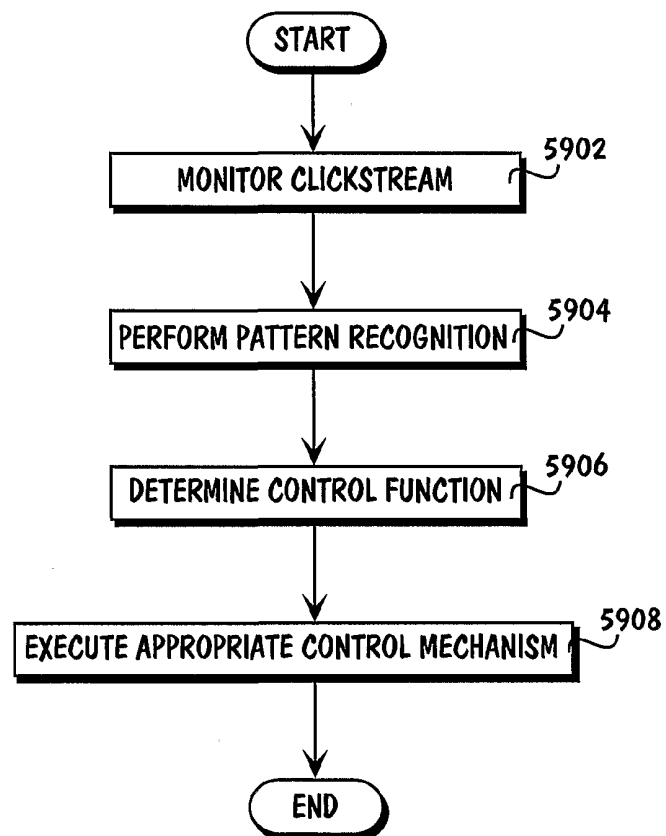 START
5902
MONITOR CLICKSTREAM
5904
PERFORM PATTERN RECOGNITION
5906
DETERMINE CONTROL FUNCTION
5908
EXECUTE APPROPRIATE CONTROL MECHANISM
END